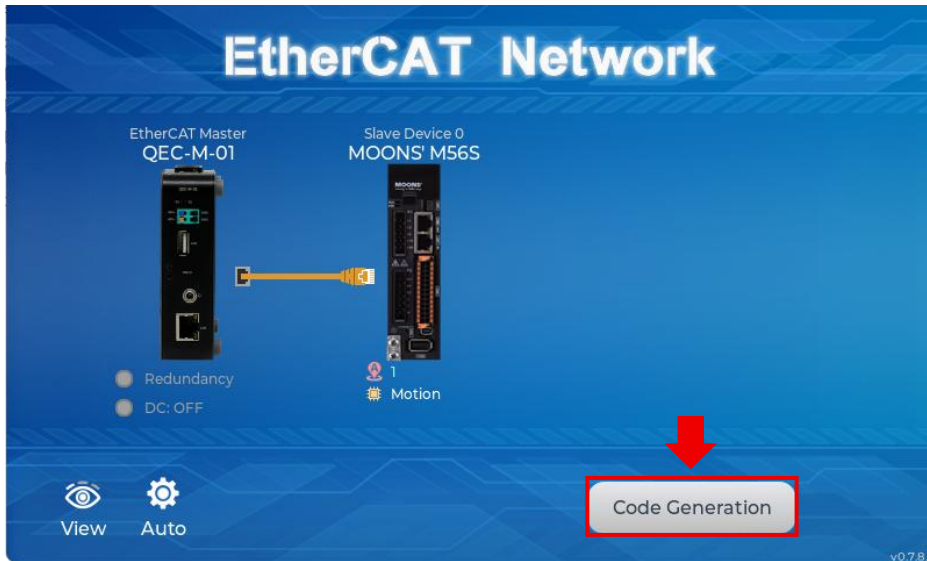 EtherCAT Network
EtherCAT Master
QEC-M-01
Slave Device 0
MOONS' M56S
MOONS'
1
Redundancy
Motion
DC: OFF
View
Auto
Code Generation
v0.7.8